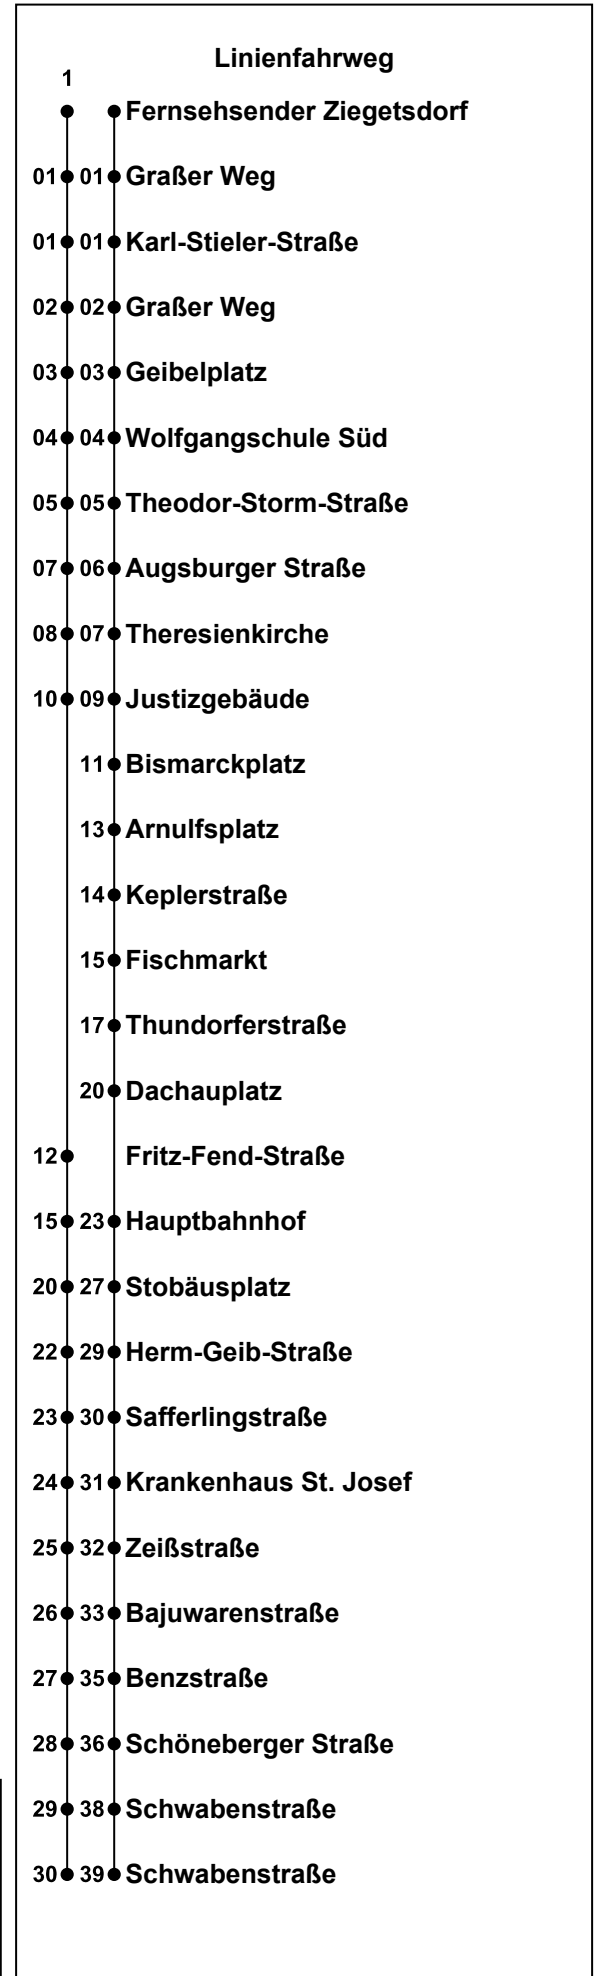 Linienfahrweg
1
Fernsehsender Ziegetsdorf
01 01 Graßer Weg
01 01 Karl-Stieler-Straße
02 02 Graßer Weg
03 03 Geibelplatz
04 04 Wolfgangschule Süd
05 05 Theodor-Storm-Straße
07 06 Augsburger Straße
08 07 Theresienkirche
10 09 Justizgebäude
11 Bismarckplatz
13 Arnulfsplatz
14 Keplerstraße
15 Fischmarkt
17 Thundorferstraße
20 Dachauplatz
12 Fritz-Fend-Straße
15 23 Hauptbahnhof
20 27 Stobäusplatz
22 29 Herm-Geib-Straße
23 30 Safferlingstraße
24 31 Krankenhaus St. Josef
25 32 Zeißstraße
26 33 Bajuwarenstraße
27 35 Benzstraße
28 36 Schöneberger Straße
29 38 Schwabenstraße
30 39 Schwabenstraße